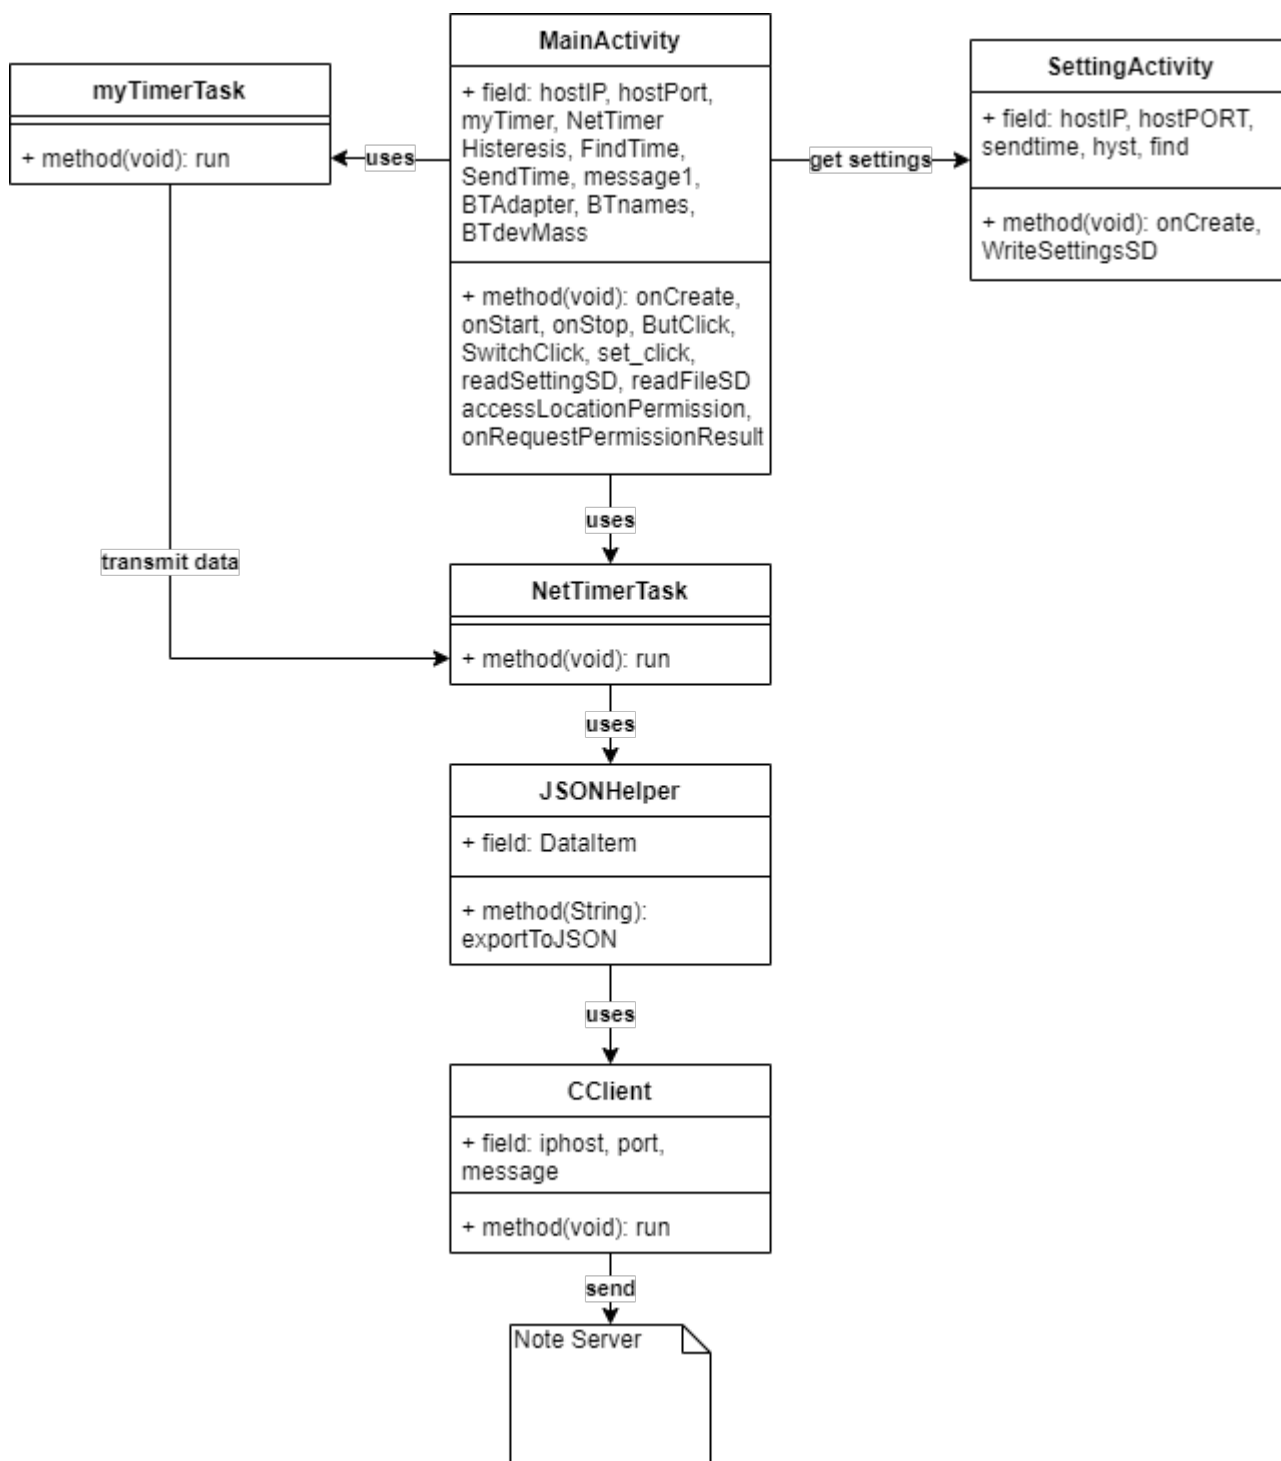 MainActivity
+ field: hostIP, hostPort,
myTimer, NetTimer
Histeresis, FindTime,
SendTime, message1,
BTAdapter, BTnames,
BTdevMass
+ method(void): onCreate,
onStart, onStop, ButClick,
SwitchClick, set_click,
readSettingSD, readFileSD
accessLocationPermission,
onRequestPermissionResult
myTimerTask
+ method(void): run
uses
get settings
SettingActivity
+ field: hostIP, hostPORT,
sendtime, hyst, find
+ method(void): onCreate,
WriteSettingsSD
uses
transmit data
NetTimerTask
+ method(void): run
uses
JSONHelper
+ field: DataItem
+ method(String):
exportToJSON
uses
CClient
+ field: iphost, port,
message
+ method(void): run
send
Note Server